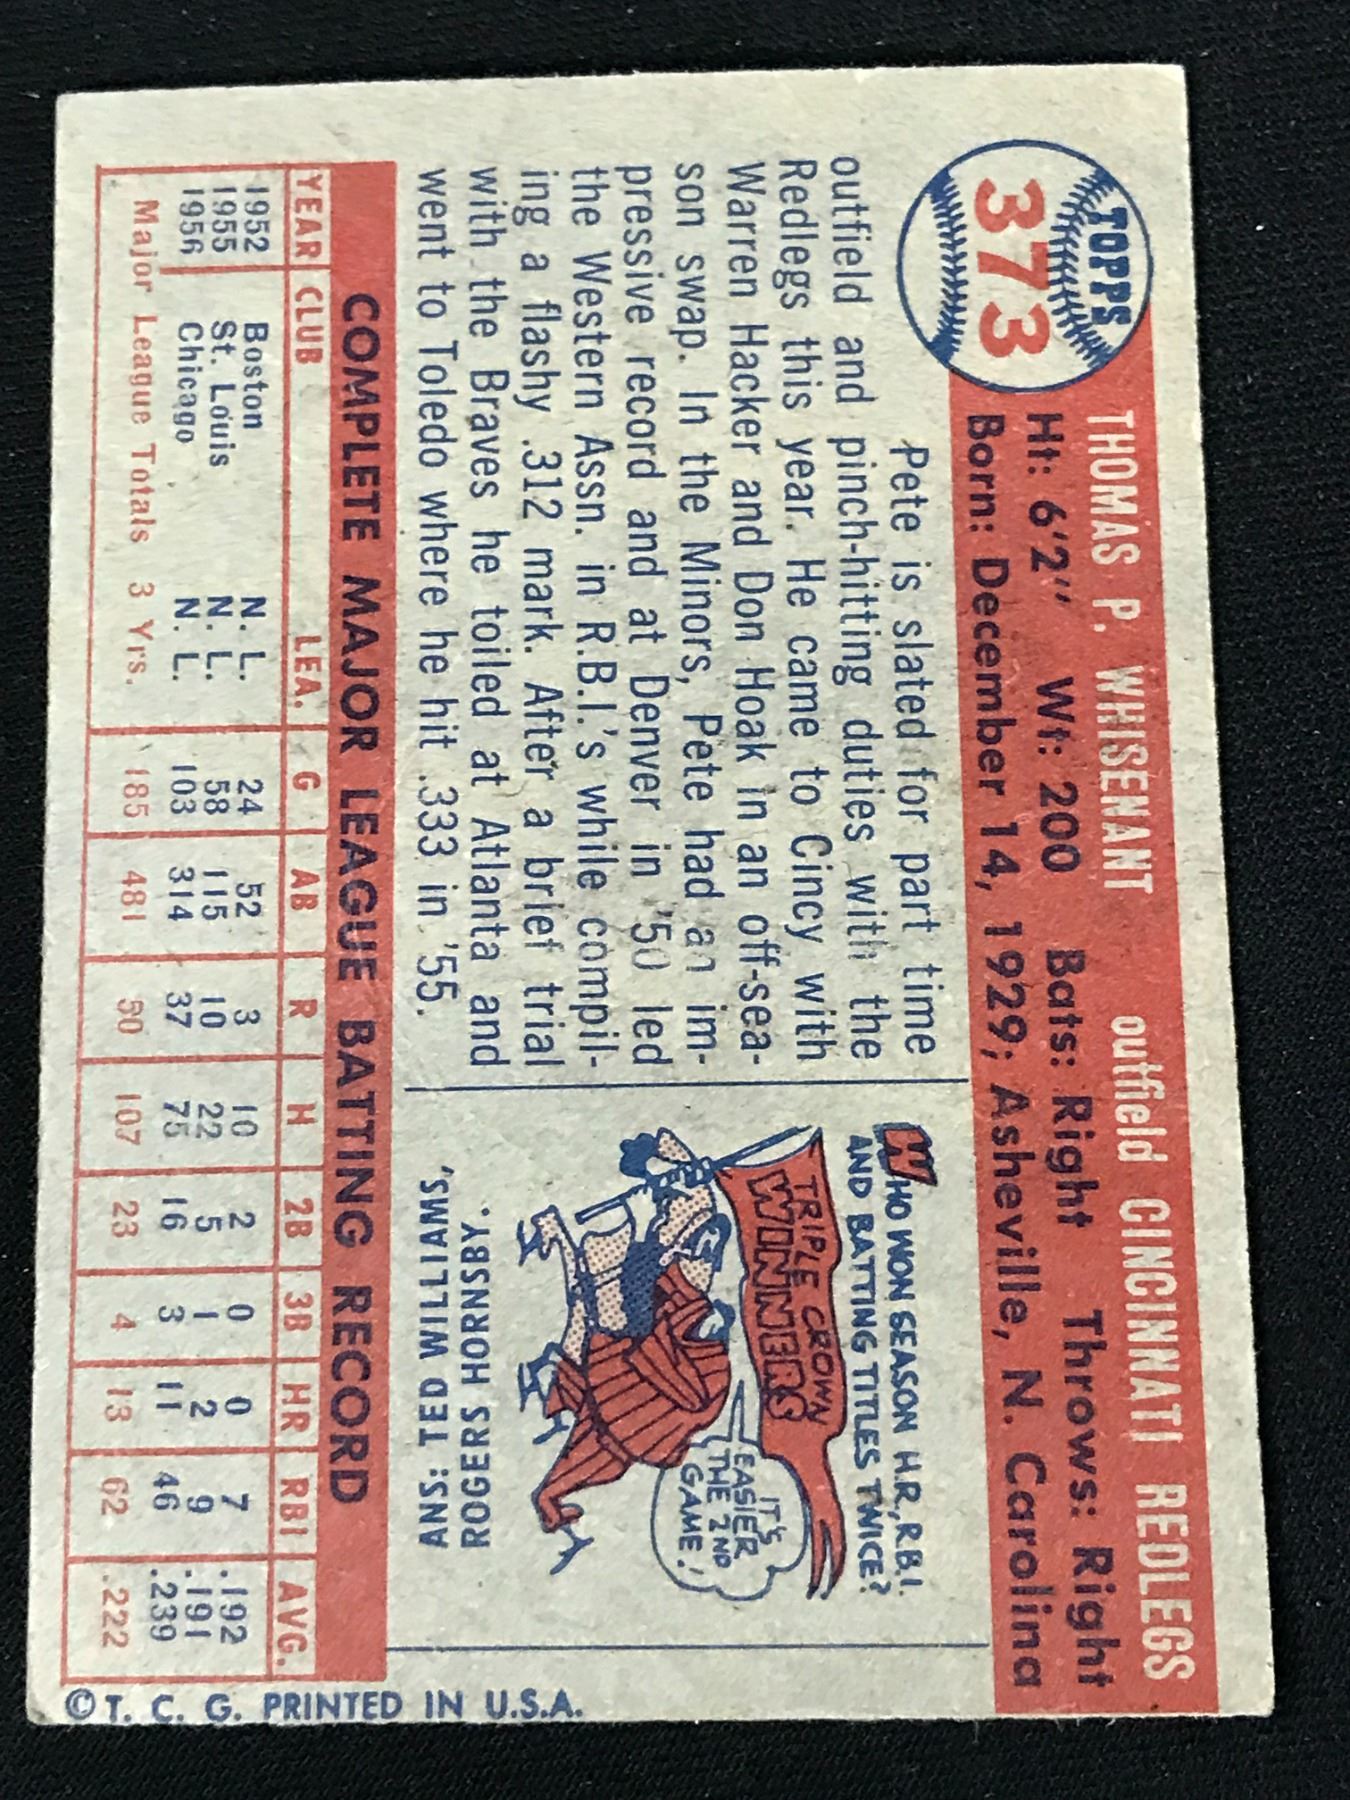 TOPPS
373
THOMAS P. WHISENANT outfield CINCINNATI REDLEGS
Ht: 6'2" Wt: 200 Bats: Right Throws: Right
Born: December 14, 1929; Asheville, N. Carolina
Pete is slated for part time
outfield and pinch-hitting duties with the
Redlegs this year. He came to Cincy with
Warren Hacker and Don Hoak in an off-sea-
son swap. In the Minors, Pete had an im-
pressive record and at Denver in '50 led
the Western Assn. in R.B.I.'s while compil-
ing a flashy .312 mark. After a brief trial
with the Braves he toiled at Atlanta and
went to Toledo where he hit .333 in '55.
WHO WON SEASON H.R., R.B.I.
AND BATTING TITLES TWICE?
TRIPLE CROWN
WINNERS
IT'S
EASIER
THE 2ND
GAME!
ANS: TED WILLIAMS,
ROGERS HORNSBY.
COMPLETE MAJOR LEAGUE BATTING RECORD
YEAR CLUB LEA. G AB R H 2B 3B HR RBI AVG.
1952 Boston N. L. 24 52 3 10 2 0 0 7 .192
1955 St. Louis N. L. 58 115 10 22 5 1 2 9 .191
1956 Chicago N. L. 103 314 37 75 16 3 11 46 .239
Major League Totals 3 Yrs. 185 481 50 107 23 4 13 62 .222
©T. C. G. PRINTED IN U.S.A.